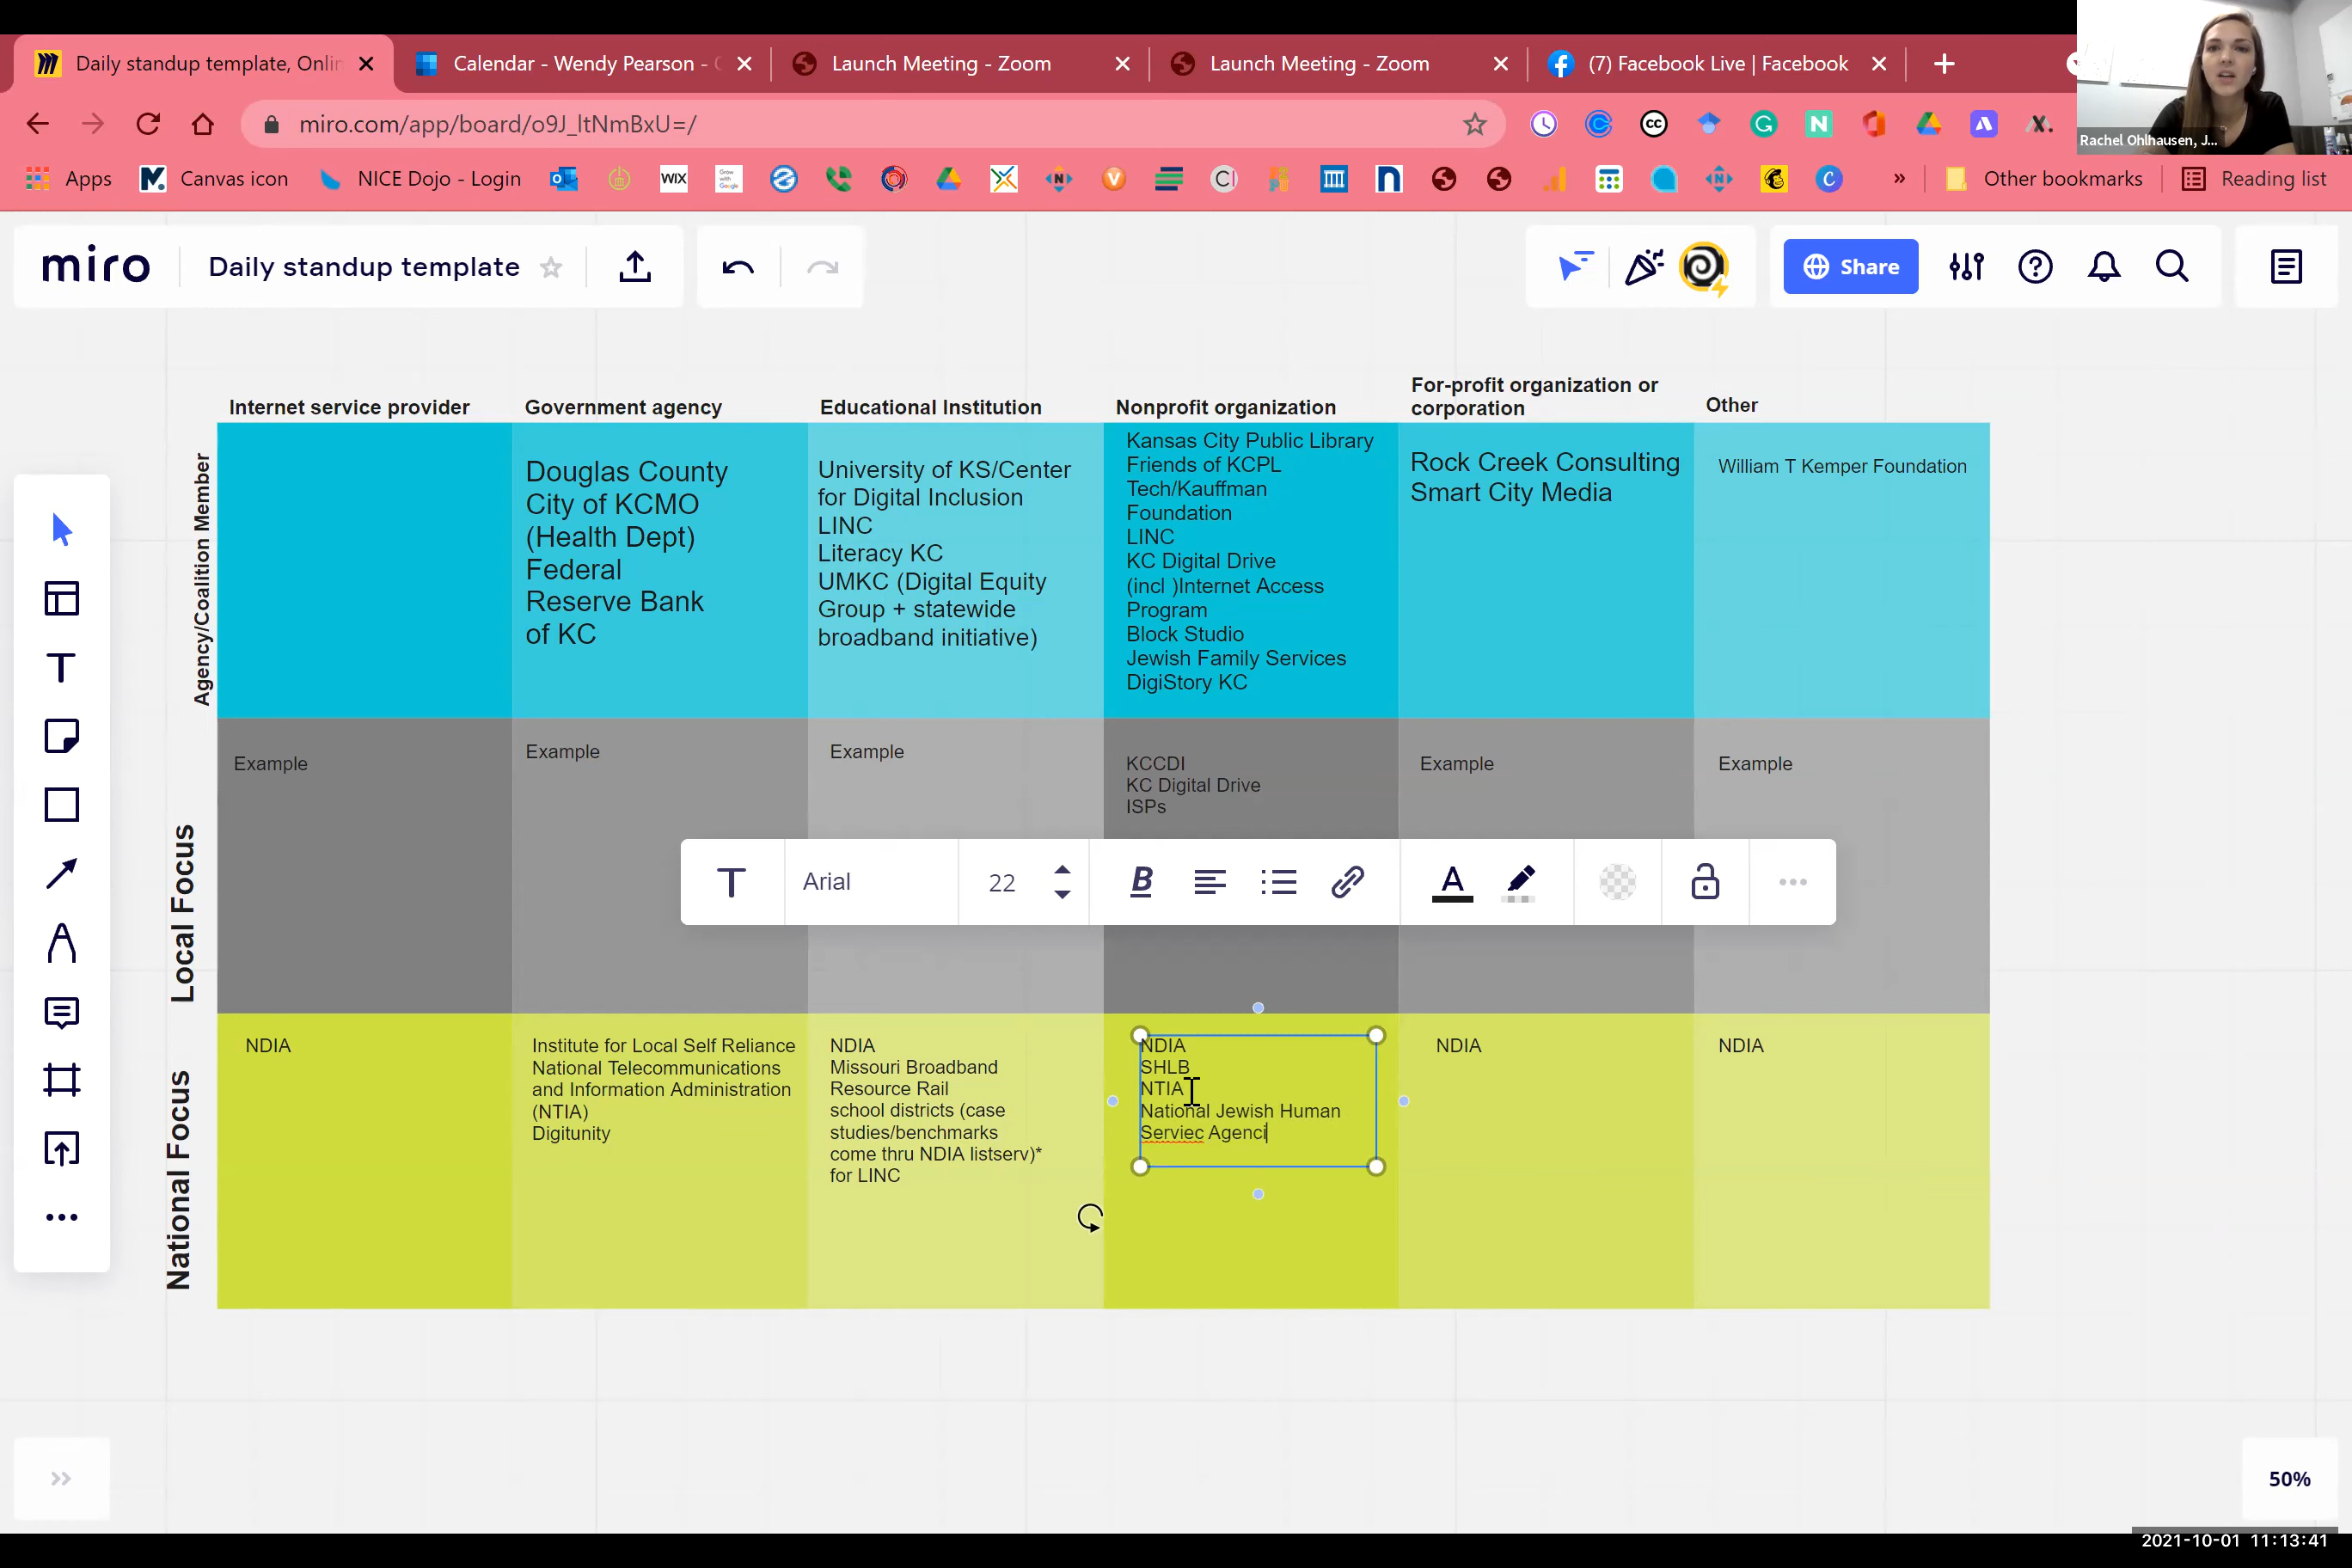 Daily standup template, Onlin
Calendar - Wendy Pearson -
Launch Meeting - Zoom
Launch Meeting - Zoom
(7) Facebook Live | Facebook
miro.com/app/board/o9J_ltNmBxU=/
Rachel Ohlhausen, J...
Apps
Canvas icon
NICE Dojo - Login
WIX
Other bookmarks
Reading list
miro
Daily standup template
Share
Internet service provider
Government agency
Educational Institution
Nonprofit organization
For-profit organization or
corporation
Other
Agency/Coalition Member
Douglas County
City of KCMO
(Health Dept)
Federal
Reserve Bank
of KC
University of KS/Center
for Digital Inclusion
LINC
Literacy KC
UMKC (Digital Equity
Group + statewide
broadband initiative)
Kansas City Public Library
Friends of KCPL
Tech/Kauffman
Foundation
LINC
KC Digital Drive
(incl )Internet Access
Program
Block Studio
Jewish Family Services
DigiStory KC
Rock Creek Consulting
Smart City Media
William T Kemper Foundation
Local Focus
Example
Example
Example
KCCDI
KC Digital Drive
ISPs
Example
Example
Arial
22
National Focus
NDIA
Institute for Local Self Reliance
National Telecommunications
and Information Administration
(NTIA)
Digitunity
NDIA
Missouri Broadband
Resource Rail
school districts (case
studies/benchmarks
come thru NDIA listserv)*
for LINC
NDIA
SHLB
NTIA
National Jewish Human
Serviec Agenci
NDIA
NDIA
50%
2021-10-01 11:13:41